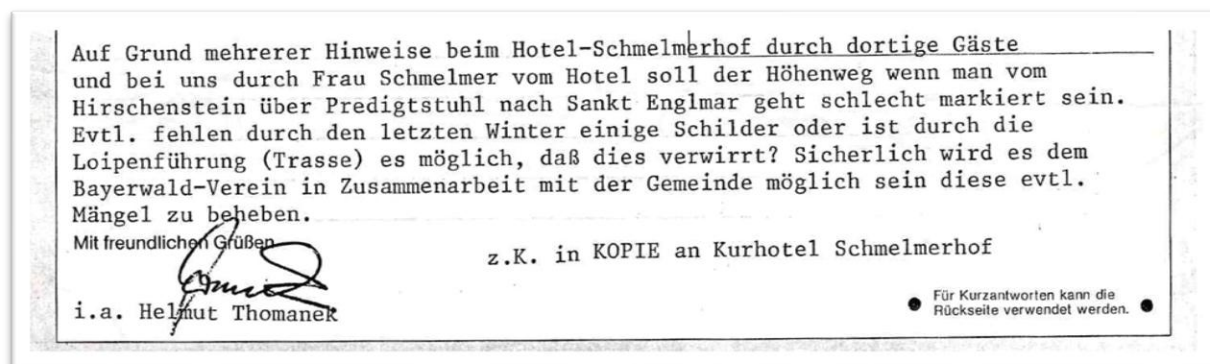 Auf Grund mehrerer Hinweise beim Hotel-Schmelmerhof durch dortige Gäste
und bei uns durch Frau Schmelmer vom Hotel soll der Höhenweg wenn man vom
Hirschenstein über Predigtstuhl nach Sankt Englmar geht schlecht markiert sein.
Evtl. fehlen durch den letzten Winter einige Schilder oder ist durch die
Loipenführung (Trasse) es möglich, daß dies verwirrt? Sicherlich wird es dem
Bayerwald-Verein in Zusammenarbeit mit der Gemeinde möglich sein diese evtl.
Mängel zu beheben.
Mit freundlichen Grüßen
z.K. in KOPIE an Kurhotel Schmelmerhof
i.a. Helmut Thomanek
Für Kurzantworten kann die
Rückseite verwendet werden.